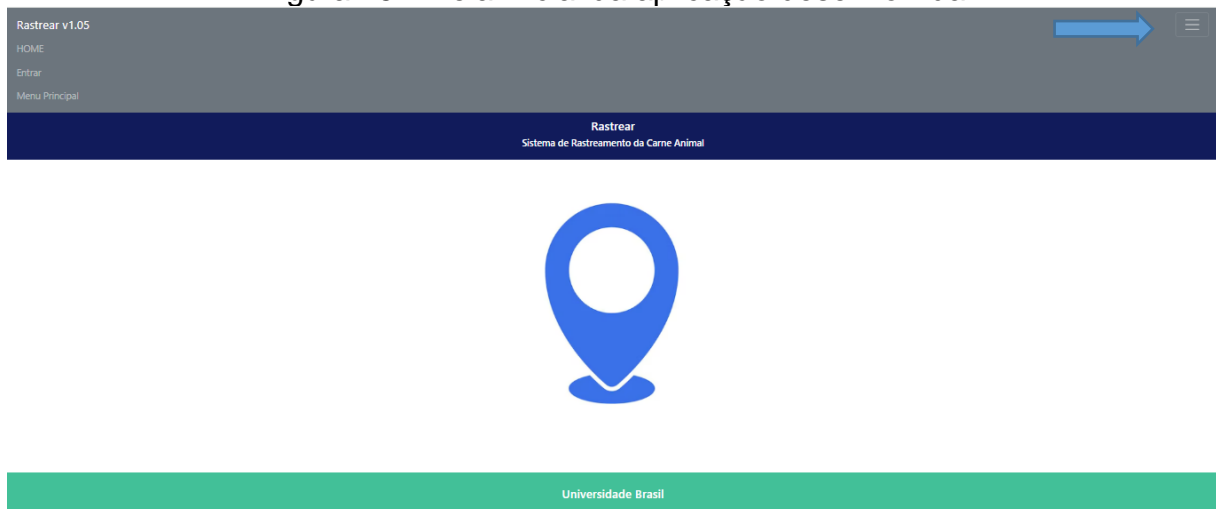 Rastrear v1.05
HOME
Entrar
Menu Principal
Rastrear
Sistema de Rastreamento da Carne Animal
Universidade Brasil